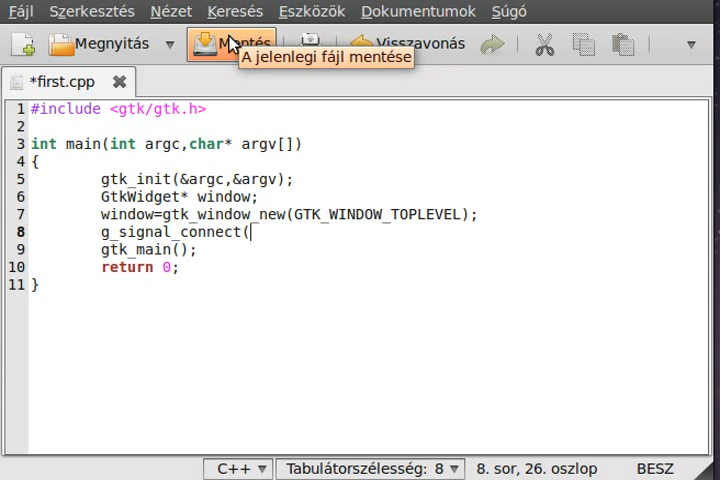 Fájl Szerkesztés Nézet Keresés Eszközök Dokumentumok Súgó
Megnyitás Mentés Visszavonás
A jelenlegi fájl mentése
*first.cpp
1 #include <gtk/gtk.h>
2
3 int main(int argc,char* argv[])
4 {
5 gtk_init(&argc,&argv);
6 GtkWidget* window;
7 window=gtk_window_new(GTK_WINDOW_TOPLEVEL);
8 g_signal_connect(
9 gtk_main();
10 return 0;
11 }
C++ Tabulátorszélesség: 8 8. sor, 26. oszlop BESZ